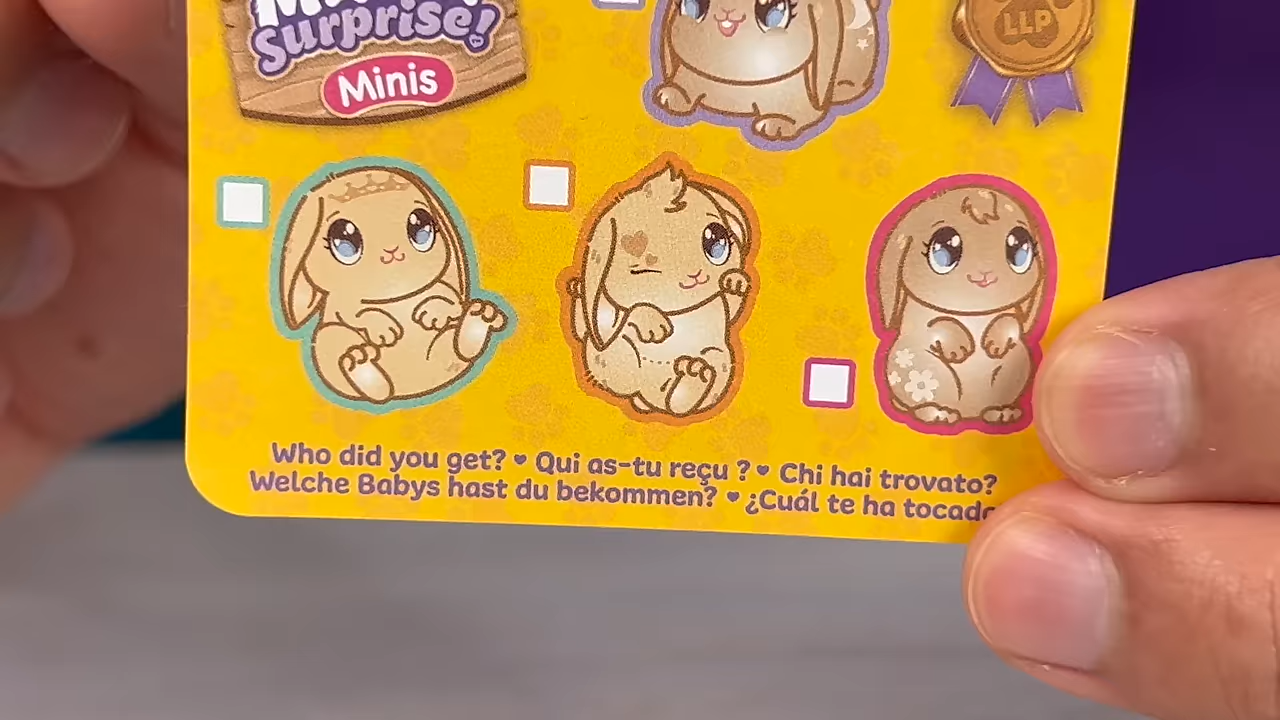 Surprise!
Minis
LLP
Who did you get? ♥ Qui as-tu reçu ? ♥ Chi hai trovato?
Welche Babys hast du bekommen? ♥ ¿Cuál te ha